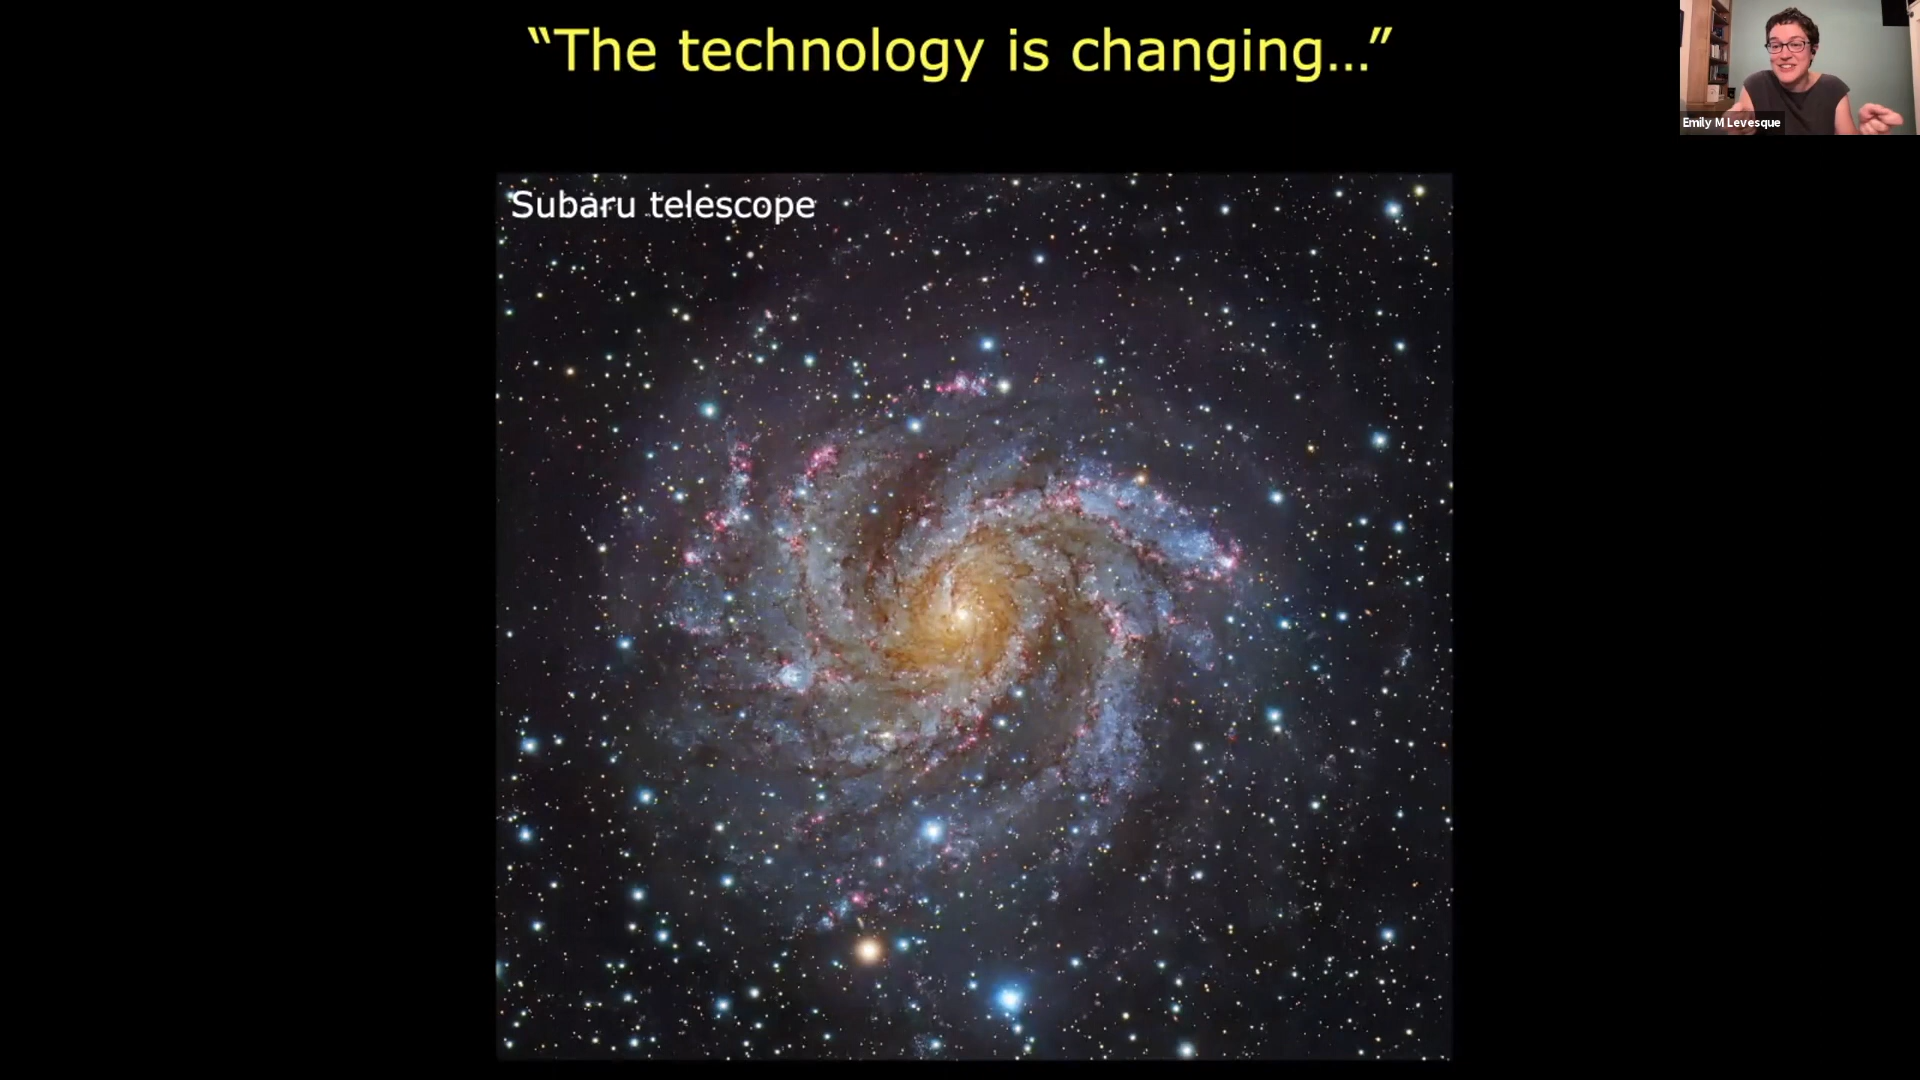 “The technology is changing...”
Emily M Levesque
Subaru telescope